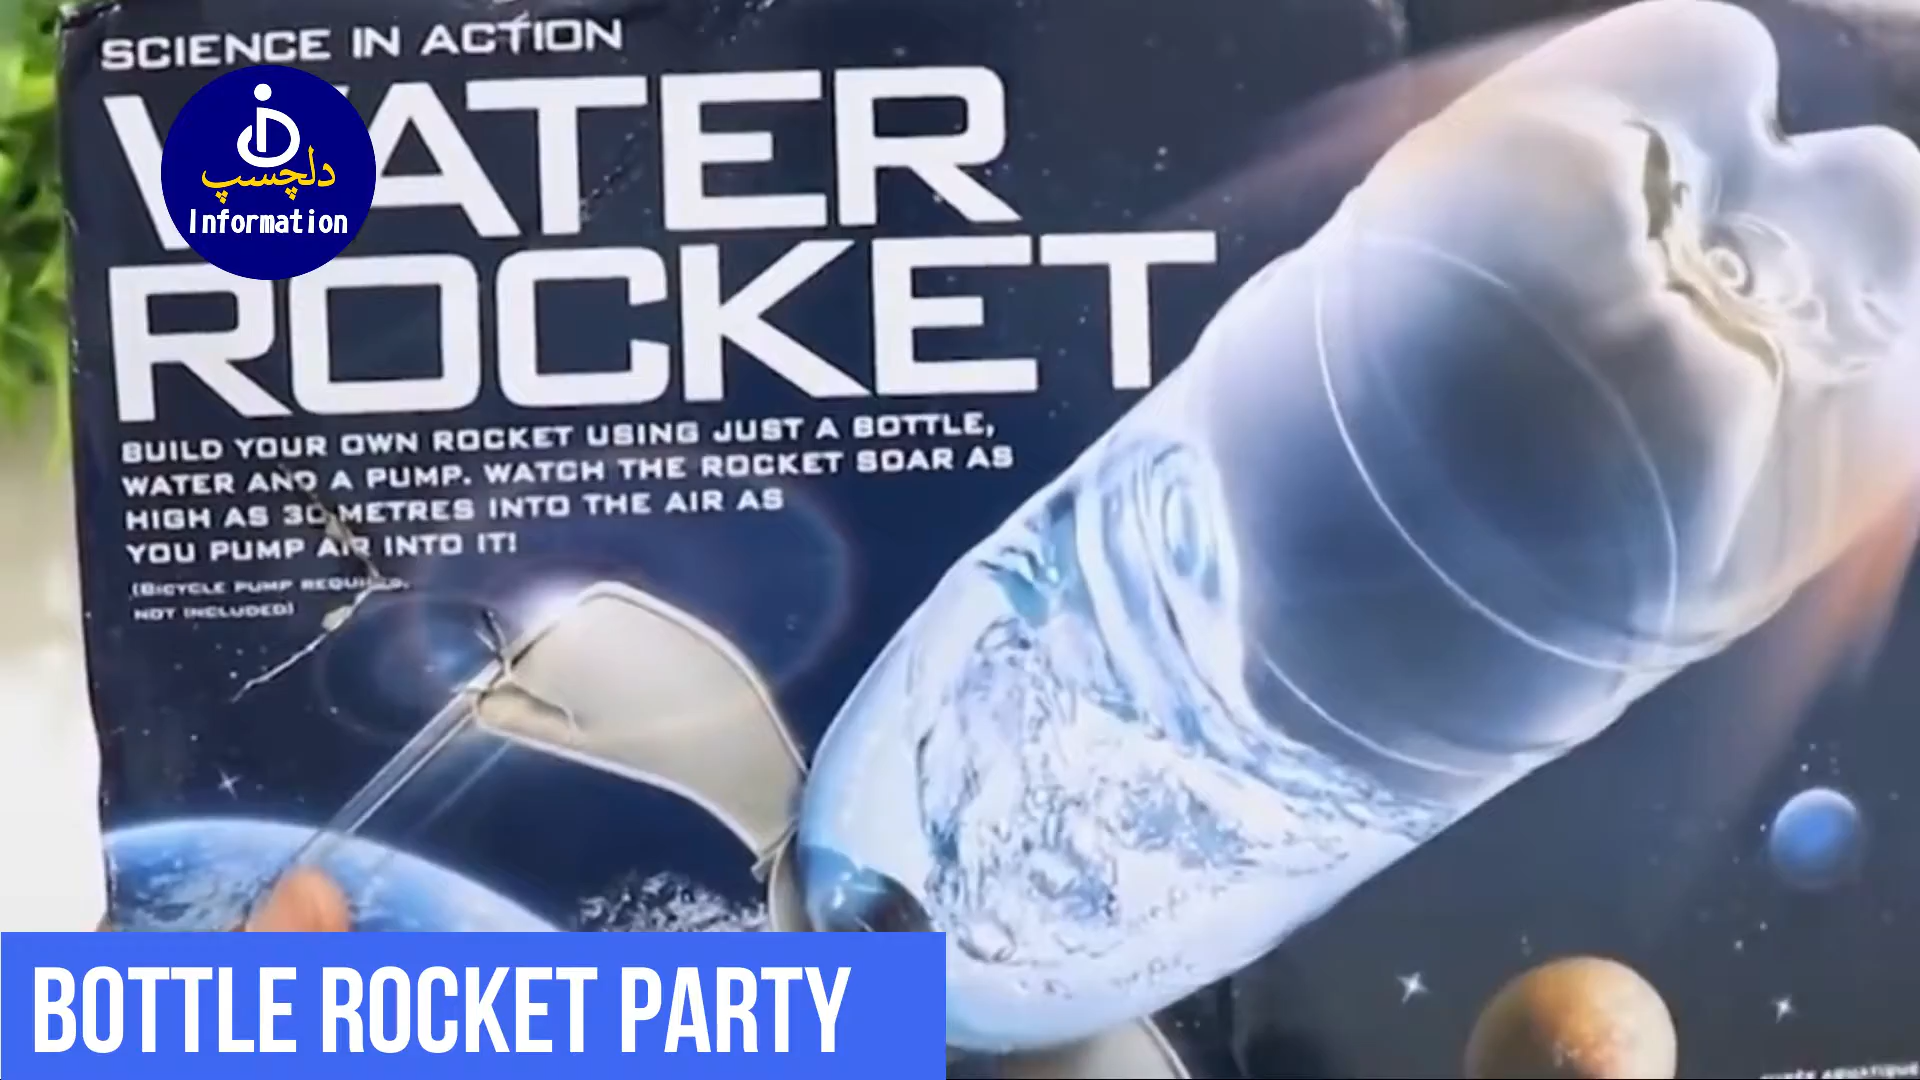 SCIENCE IN ACTION
WATER
ROCKET
دلچسپ
Information
BUILD YOUR OWN ROCKET USING JUST A BOTTLE,
WATER AND A PUMP. WATCH THE ROCKET SOAR AS
HIGH AS 30 METRES INTO THE AIR AS
YOU PUMP AIR INTO IT!
(BICYCLE PUMP REQUIRED,
NOT INCLUDED)
BOTTLE ROCKET PARTY